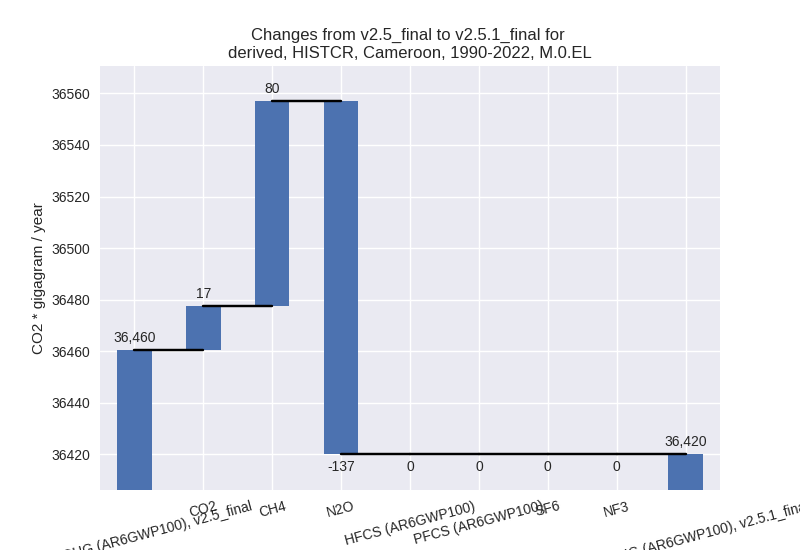 Changes from v2.5_final to v2.5.1_final for
derived, HISTCR, Cameroon, 1990-2022, M.0.EL
CO2 * gigagram / year
36560
36540
36520
36500
36480
36460
36440
36420
36,460
17
80
-137
0
0
0
0
36,420
(AR6GWP100), v2.5_final
CO2
CH4
N2O
HFCS (AR6GWP100)
PFCS (AR6GWP100)
SF6
NF3
(AR6GWP100), v2.5.1_final